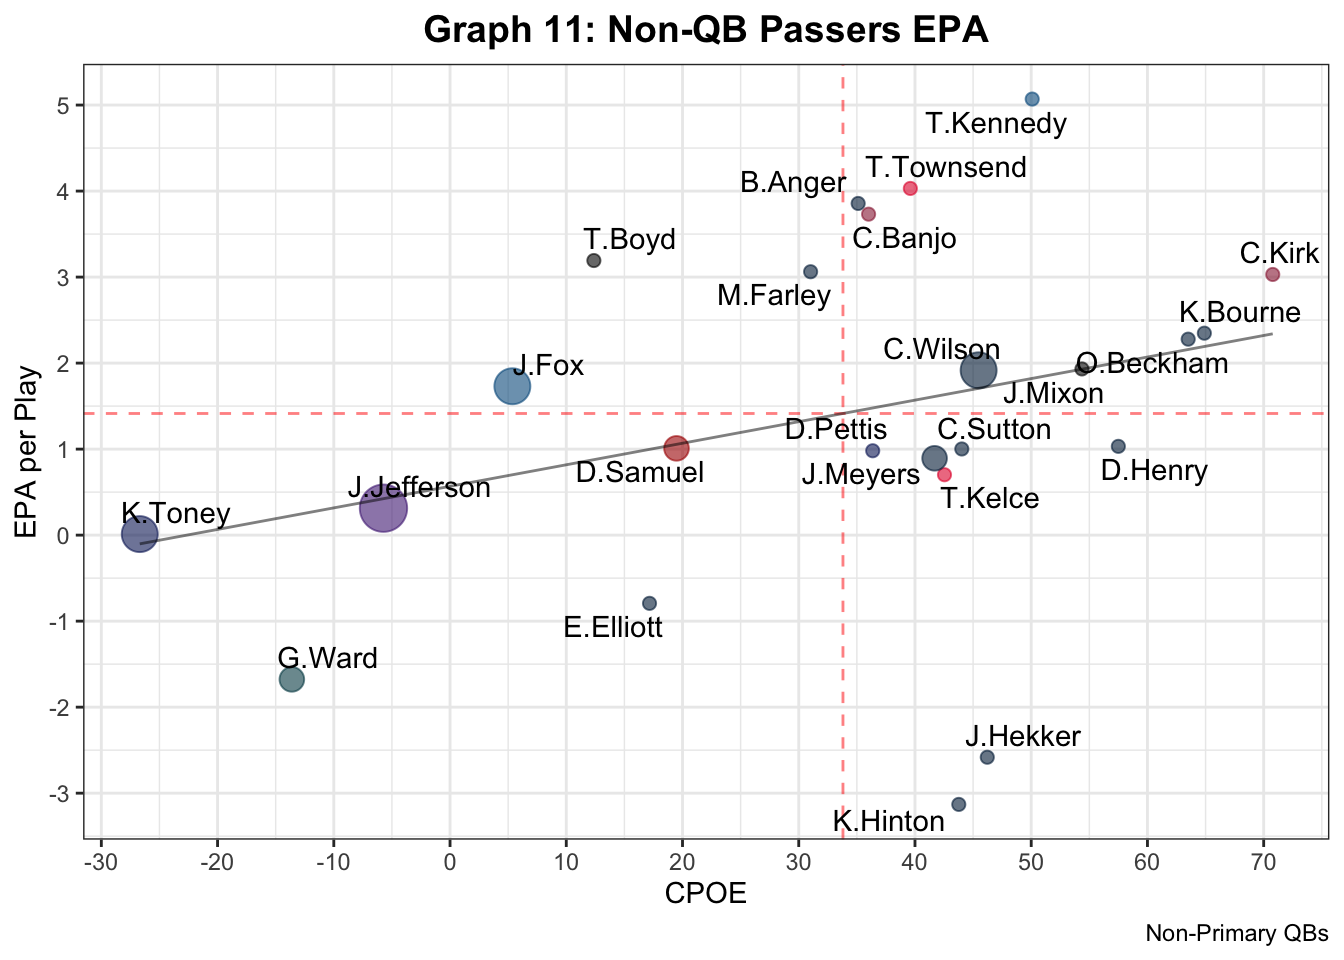 Graph 11: Non-QB Passers EPA
5
T.Kennedy
T.Townsend
B.Anger
4
C.Banjo
T.Boyd
C.Kirk
3
M.Farley
K.Bourne
C.Wilson
O.Beckham
2
J.Fox
J.Mixon
EPA per Play
D.Pettis
C.Sutton
1
D.Samuel
J.Meyers
D.Henry
J.Jefferson
T.Kelce
K.Toney
0
E.Elliott
-1
G.Ward
-2
J.Hekker
-3
K.Hinton
-30 -20 -10 0 10 20 30 40 50 60 70
CPOE
Non-Primary QBs